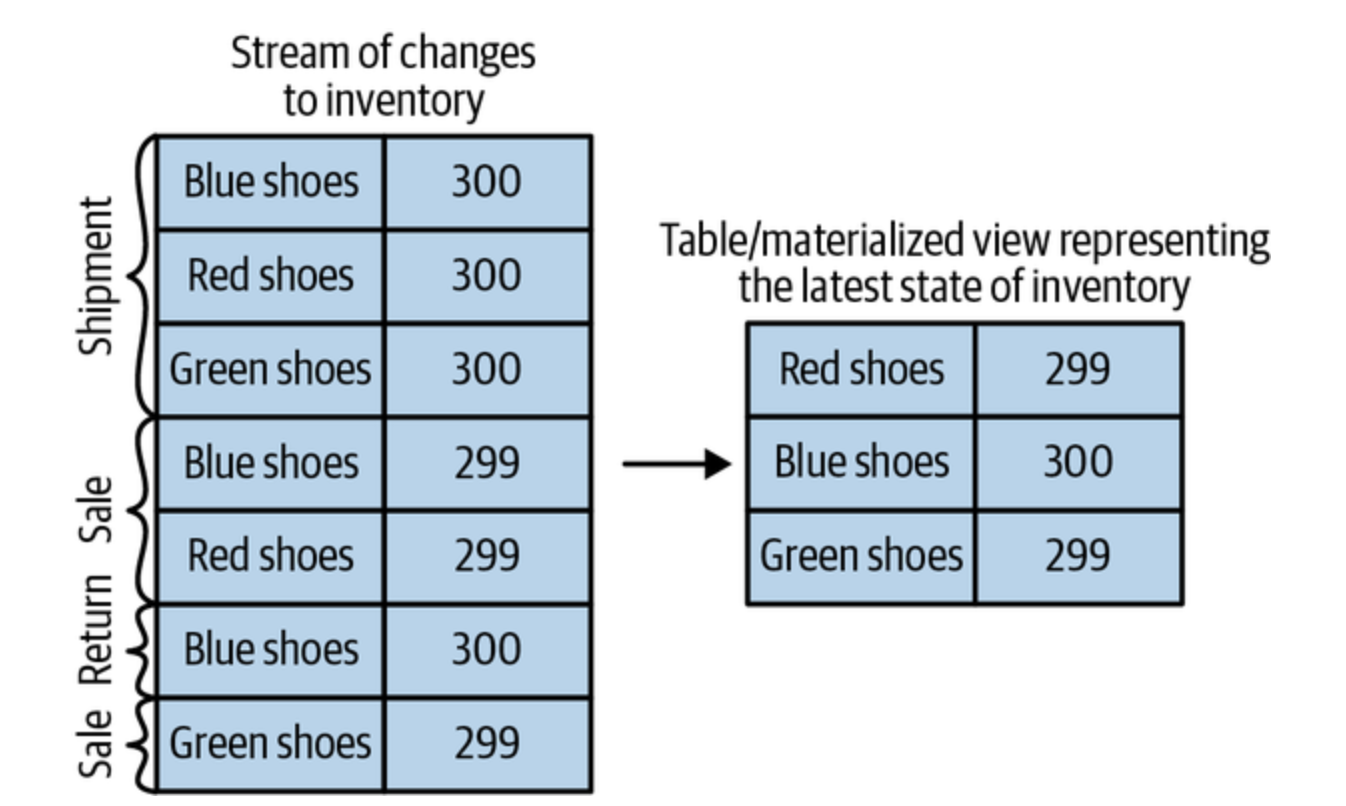 Stream of changes
to inventory
Shipment
Blue shoes 300
Red shoes 300
Green shoes 300
Sale
Blue shoes 299
Red shoes 299
Return
Blue shoes 300
Sale
Green shoes 299
Table/materialized view representing
the latest state of inventory
Red shoes 299
Blue shoes 300
Green shoes 299